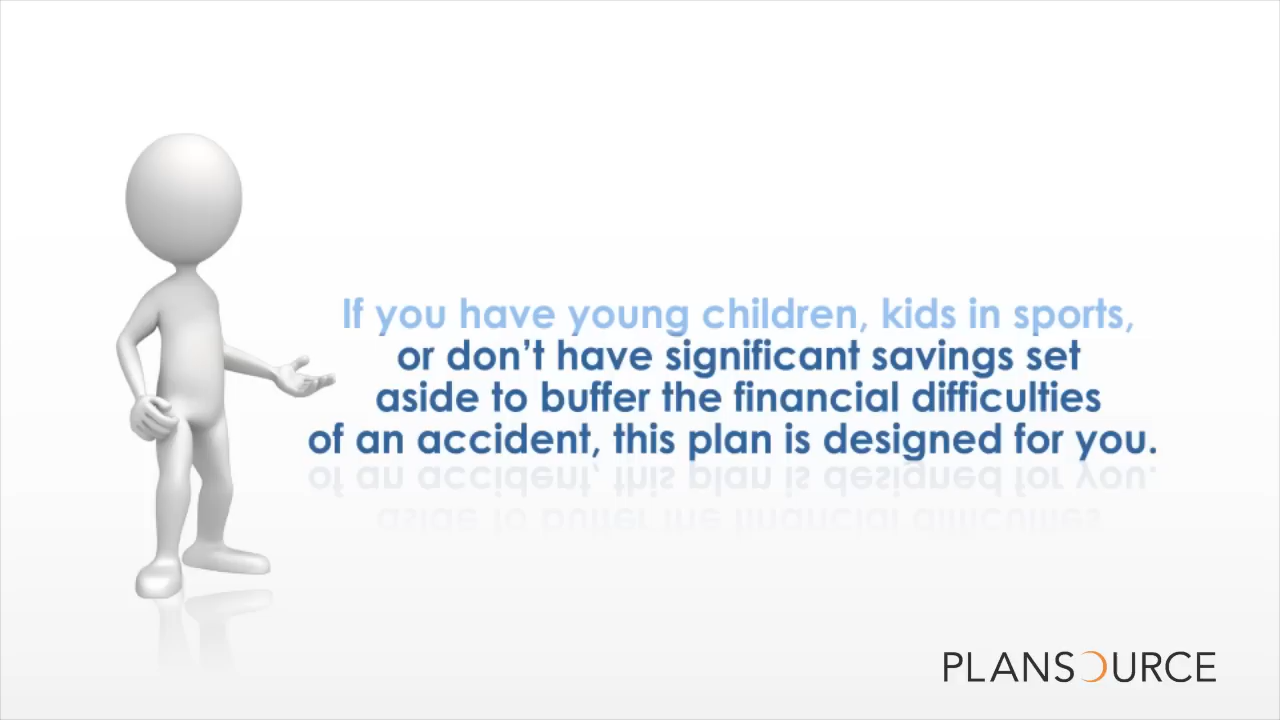 If you have young children, kids in sports,
or don’t have significant savings set
aside to buffer the financial difficulties
of an accident, this plan is designed for you.
PLANSOURCE